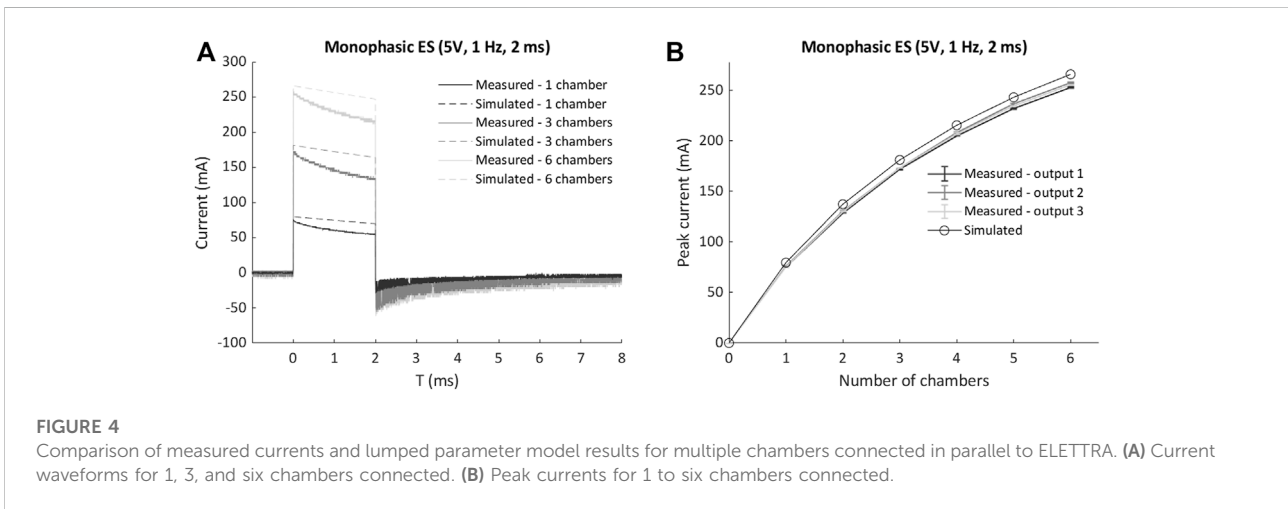 A
Monophasic ES (5V, 1 Hz, 2 ms)
300
250
200
150
100
50
0
-50
-100
Current (mA)
Measured - 1 chamber
Simulated - 1 chamber
Measured - 3 chambers
Simulated - 3 chambers
Measured - 6 chambers
Simulated - 6 chambers
0 1 2 3 4 5 6 7 8
T (ms)
B
Monophasic ES (5V, 1 Hz, 2 ms)
250
200
150
100
50
0
Peak current (mA)
Measured - output 1
Measured - output 2
Measured - output 3
Simulated
0 1 2 3 4 5 6
Number of chambers
FIGURE 4
Comparison of measured currents and lumped parameter model results for multiple chambers connected in parallel to ELETTRA. (A) Current
waveforms for 1, 3, and six chambers connected. (B) Peak currents for 1 to six chambers connected.